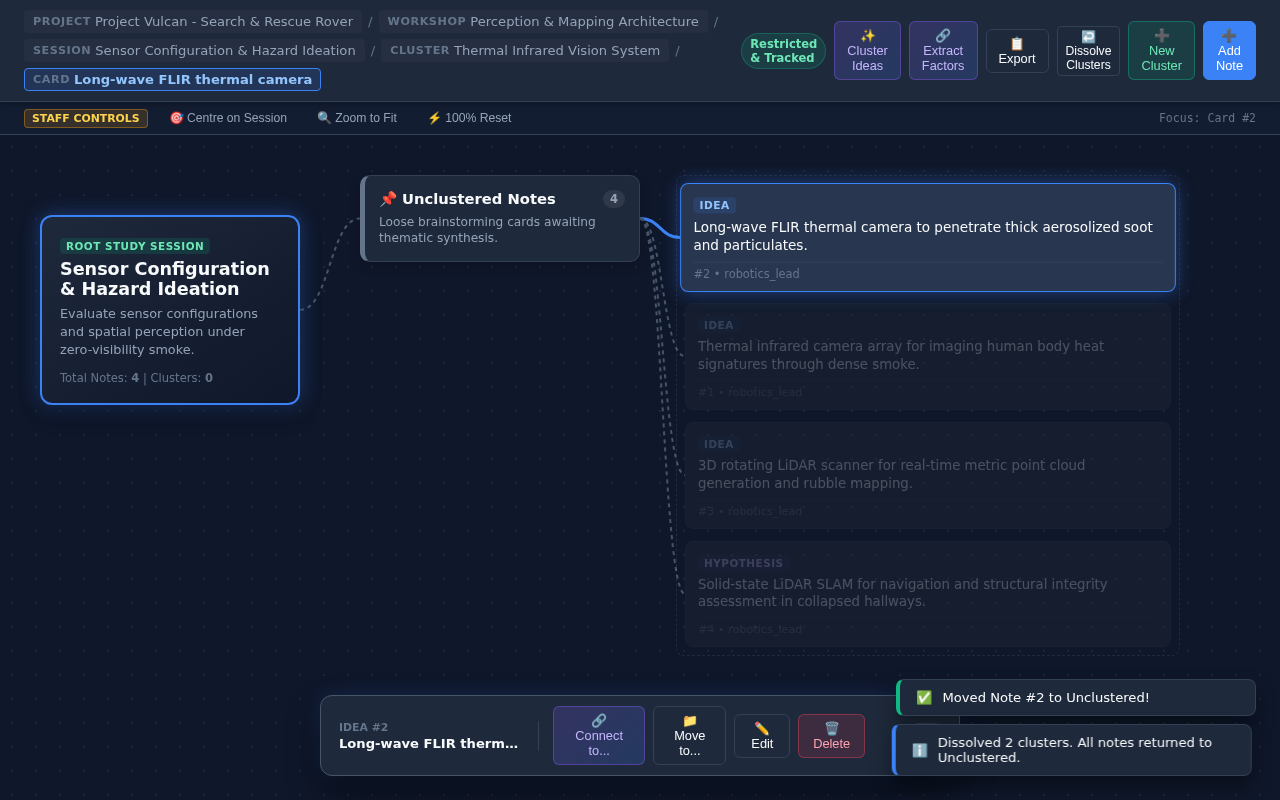 PROJECT Project Vulcan - Search & Rescue Rover / WORKSHOP Perception & Mapping Architecture /
SESSION Sensor Configuration & Hazard Ideation / CLUSTER Thermal Infrared Vision System /
CARD Long-wave FLIR thermal camera
Restricted
& Tracked
✨
Cluster
Ideas
🔗
Extract
Factors
📋
Export
↩️
Dissolve
Clusters
➕
New
Cluster
➕
Add
Note
STAFF CONTROLS 🎯 Centre on Session 🔍 Zoom to Fit ⚡ 100% Reset Focus: Card #2
ROOT STUDY SESSION
Sensor Configuration
& Hazard Ideation
Evaluate sensor configurations
and spatial perception under
zero-visibility smoke.
Total Notes: 4 | Clusters: 0
📌 Unclustered Notes 4
Loose brainstorming cards awaiting
thematic synthesis.
IDEA
Long-wave FLIR thermal camera to penetrate thick aerosolized soot
and particulates.
#2 • robotics_lead
IDEA
Thermal infrared camera array for imaging human body heat
signatures through dense smoke.
#1 • robotics_lead
IDEA
3D rotating LiDAR scanner for real-time metric point cloud
generation and rubble mapping.
#3 • robotics_lead
HYPOTHESIS
Solid-state LiDAR SLAM for navigation and structural integrity
assessment in collapsed hallways.
#4 • robotics_lead
IDEA #2
Long-wave FLIR therm...
🔗
Connect
to...
📁
Move
to...
✏️
Edit
🗑️
Delete
✅ Moved Note #2 to Unclustered!
ℹ️ Dissolved 2 clusters. All notes returned to
Unclustered.